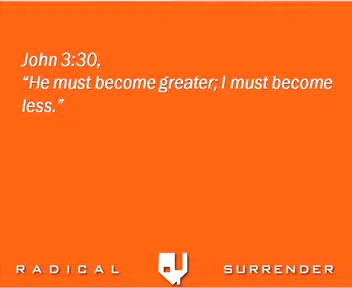 John 3:30,
“He must become greater; I must become
less.”
RADICAL SURRENDER